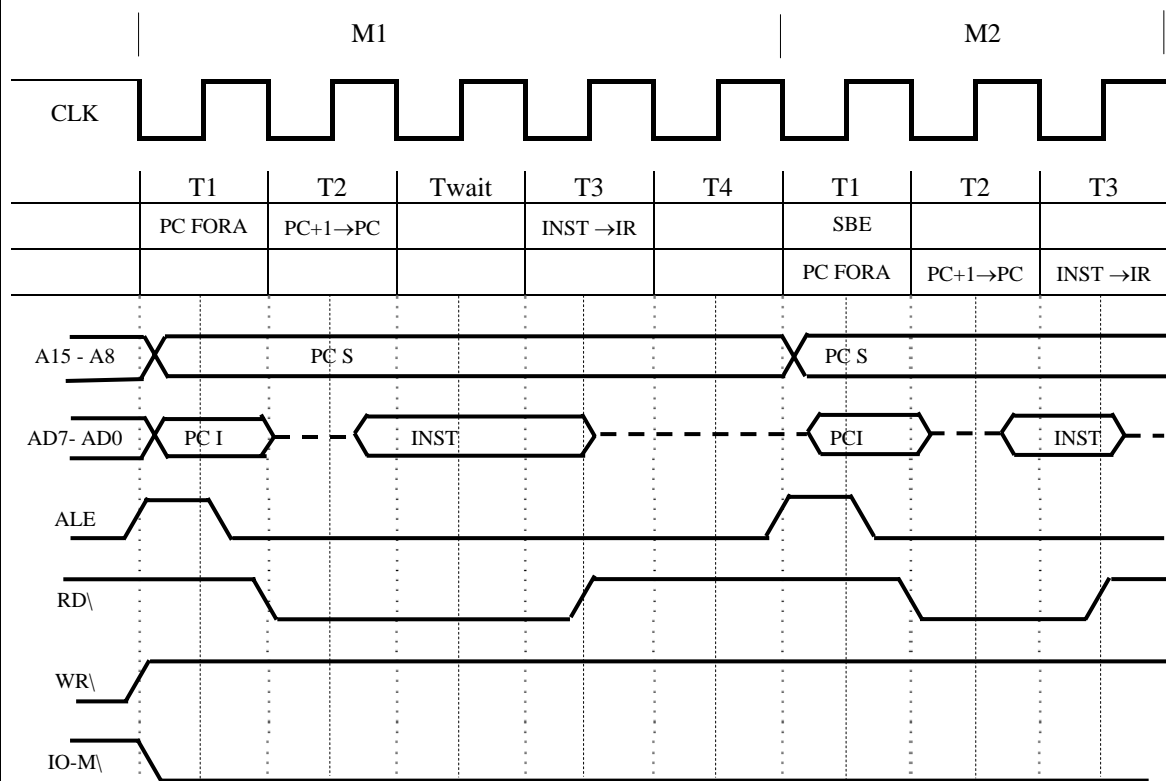 M1 M2
CLK
T1 T2 Twait T3 T4 T1 T2 T3
PC FORA PC+1→PC INST →IR SBE
PC FORA PC+1→PC INST →IR
A15 - A8 PC S PC S
AD7- AD0 PC I INST PCI INST
ALE
RD\
WR\
IO-M\